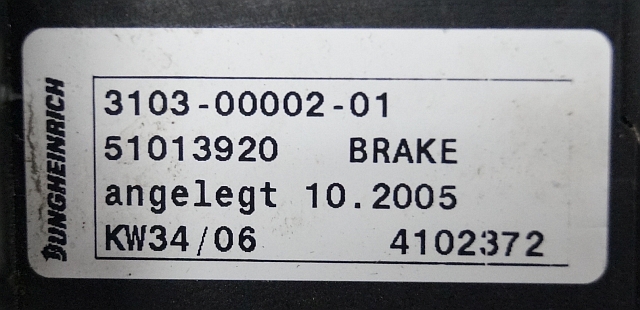 JUNGHEINRICH
3103-00002-01
51013920 BRAKE
angelegt 10.2005
KW34/06 4102372